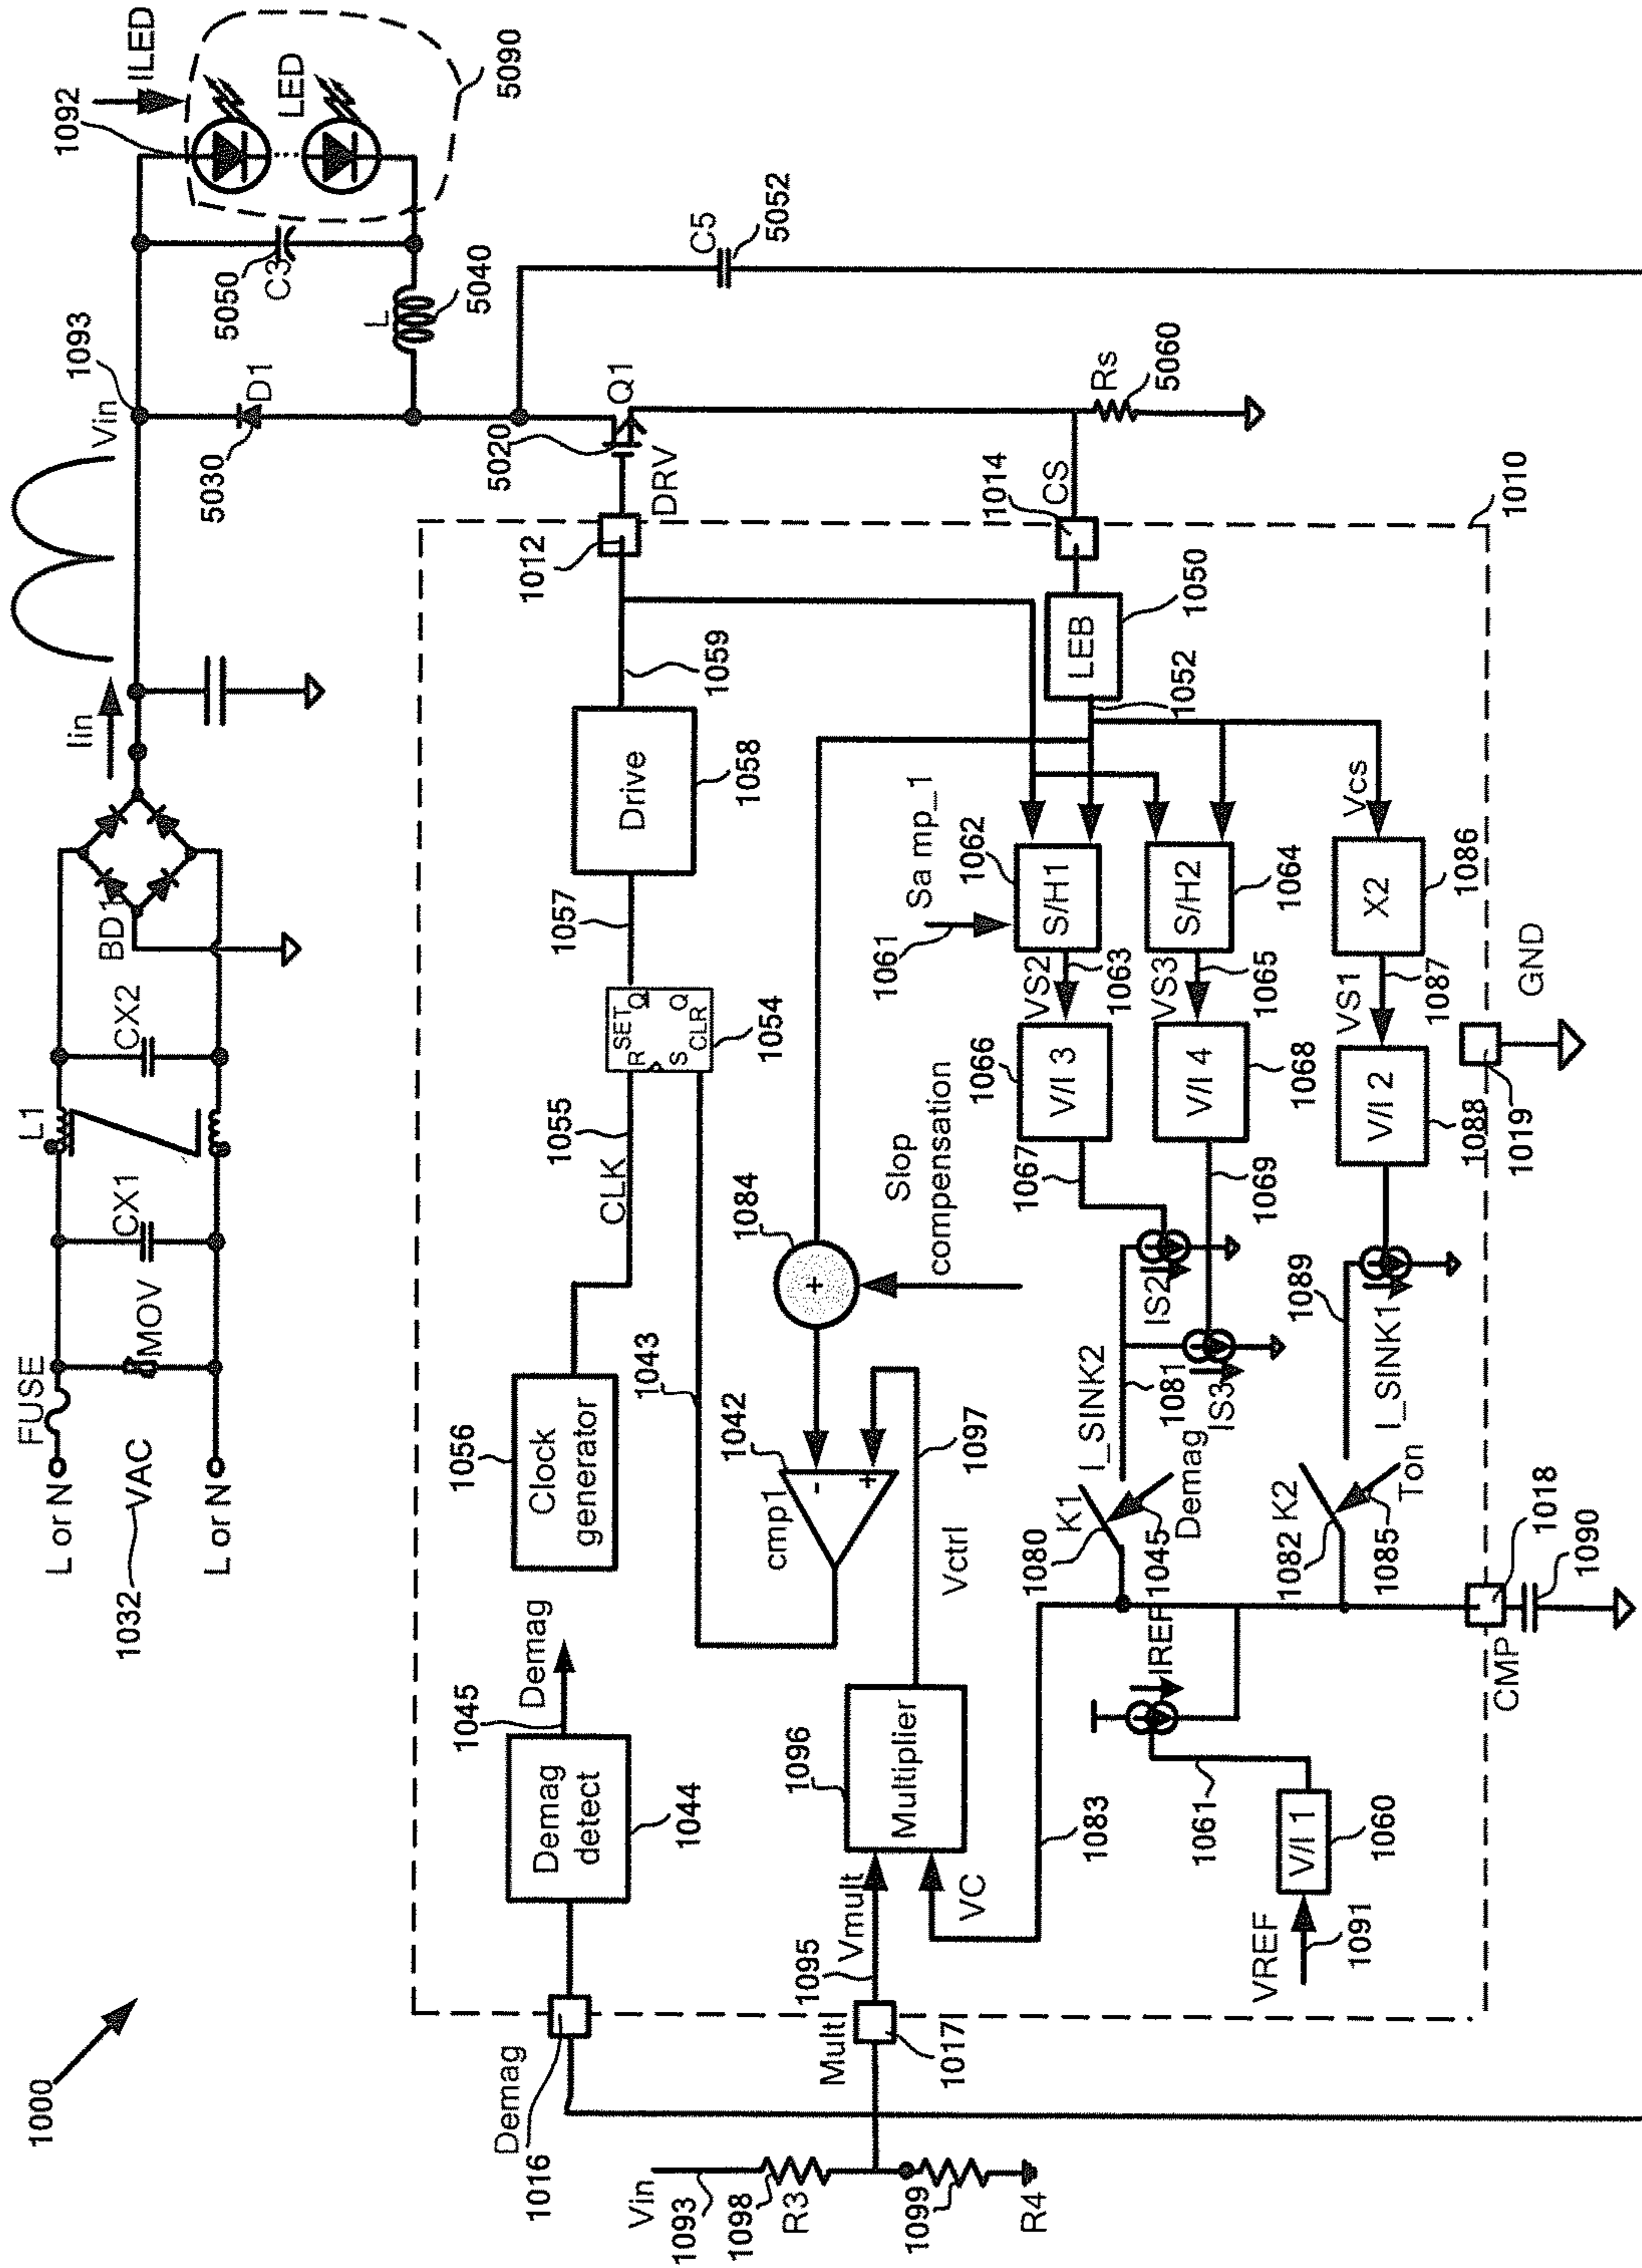 1000
L or N
FUSE
1032
VAC
L or N
MOV
CX1
L1
CX2
BD1
Iin
Vin
1093
5030
D1
5050
C3
L
5040
1092
ILED
LED
5090
C5
5052
5020
Q1
DRV
1012
CS
1014
Rs
5060
1010
Demag
1016
Demag detect
1044
1045
Demag
1056
Clock generator
CLK
1055
R
SET
Q
S
CLR
Q
1054
1057
Drive
1058
1059
LEB
1050
1052
Vin
1093
1098
R3
1099
R4
Multi
1017
1095
Vmult
VC
1096
Multiplier
1083
Vctrl
1097
cmp1
-
+
1042
1043
1084
+
Slop compensation
Sa mp_1
1061
1062
S/H1
S/H2
1064
Vcs
X2
1086
VS2
1063
VS3
1065
VS1
1087
1066
V/I 3
V/I 4
1068
V/I 2
1088
1067
1069
IS2
IS3
I_SINK2
1081
1089
I_SINK1
K1
1080
1045
Demag
K2
1082
1085
Ton
IREF
1061
V/I 1
1060
VREF
1091
CMP
1018
1090
1019
GND